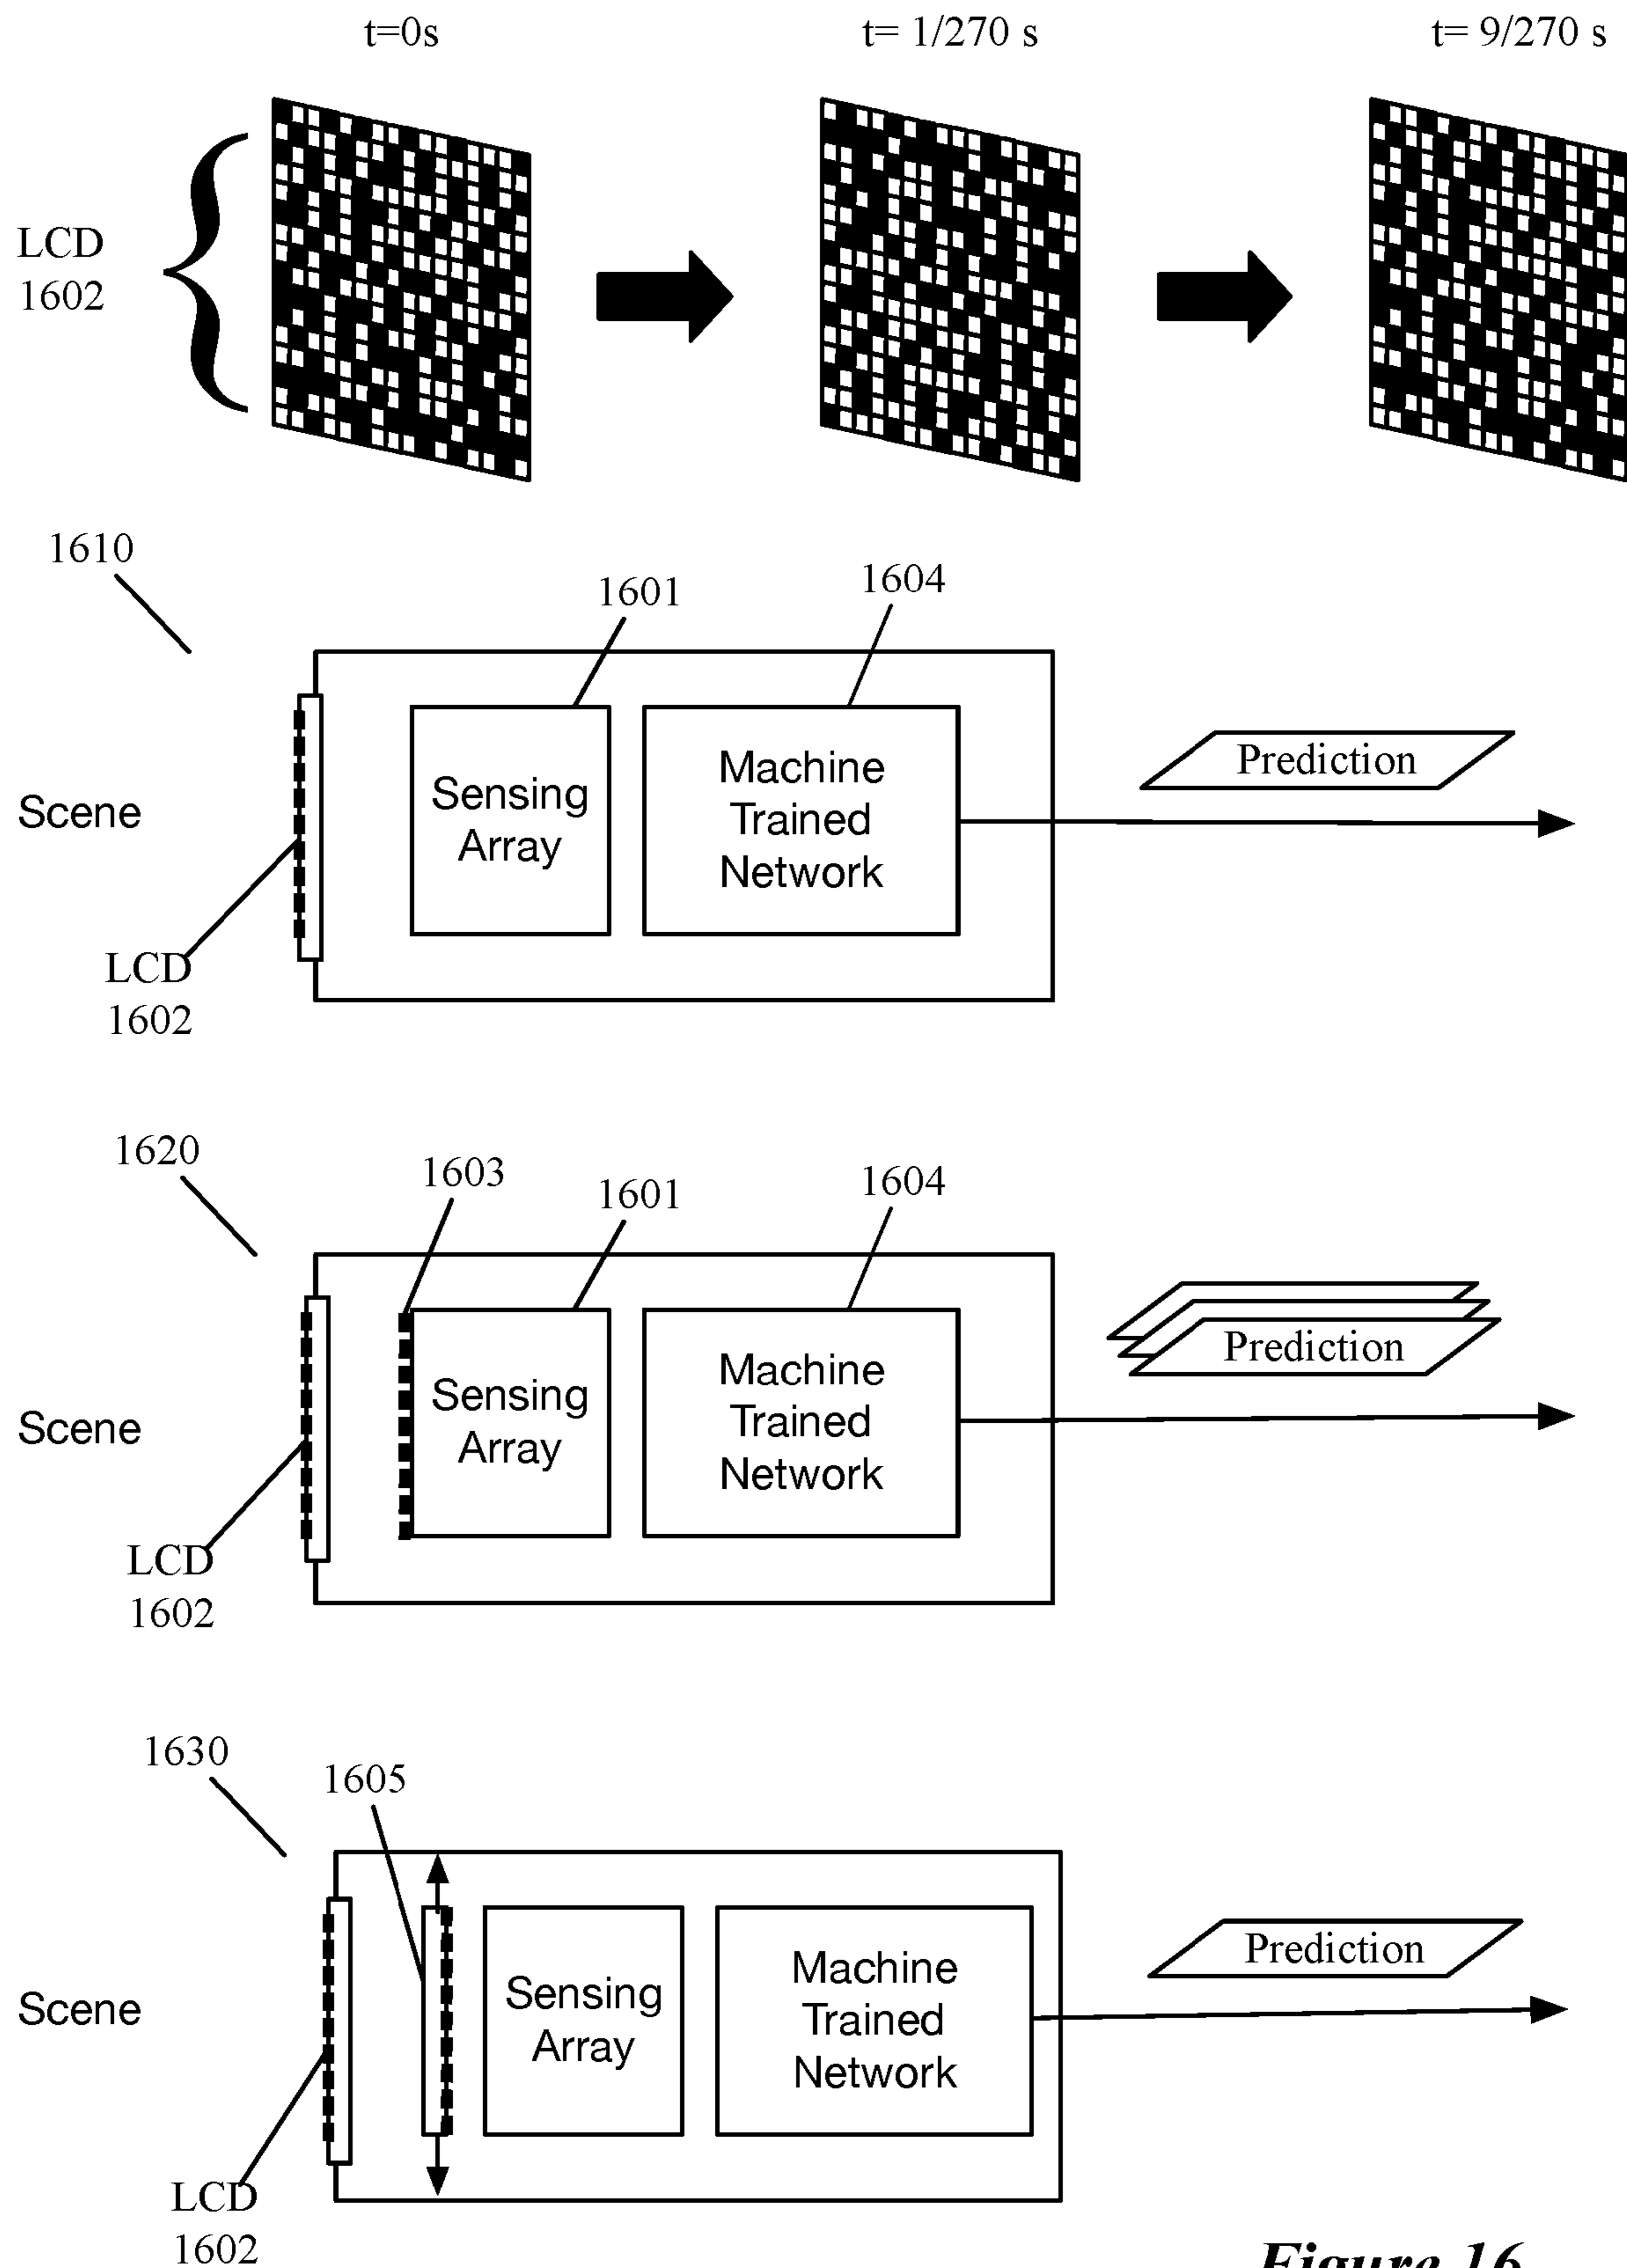 t=0s
t= 1/270 s
t= 9/270 s
LCD
1602
1610
1601
1604
Scene
Sensing
Array
Machine
Trained
Network
Prediction
LCD
1602
1620
1603
1601
1604
Scene
Sensing
Array
Machine
Trained
Network
Prediction
LCD
1602
1630
1605
Scene
Sensing
Array
Machine
Trained
Network
Prediction
LCD
1602
Figure 16